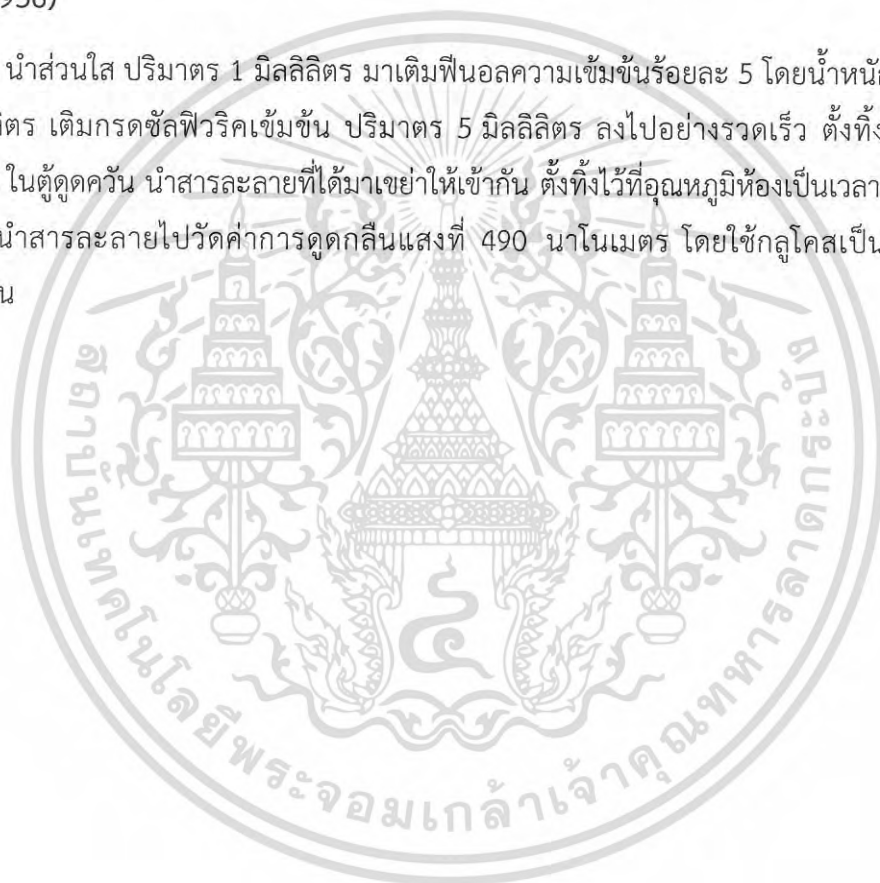 956)
นำส่วนใส ปริมาตร 1 มิลลิลิตร มาเติมฟีนอลความเข้มข้นร้อยละ 5 โดยน้ำหนัก
ิตร เติมกรดซัลฟิวริคเข้มข้น ปริมาตร 5 มิลลิลิตร ลงไปอย่างรวดเร็ว ตั้งทิ้ง
ในตู้ดูดควัน นำสารละลายที่ได้มาเขย่าให้เข้ากัน ตั้งทิ้งไว้ที่อุณหภูมิห้องเป็นเวลา
นำสารละลายไปวัดค่าการดูดกลืนแสงที่ 490 นาโนเมตร โดยใช้กลูโคสเป็น
น
สถาบันเทคโนโลยีพระจอมเกล้าเจ้าคุณทหารลาดกระบัง